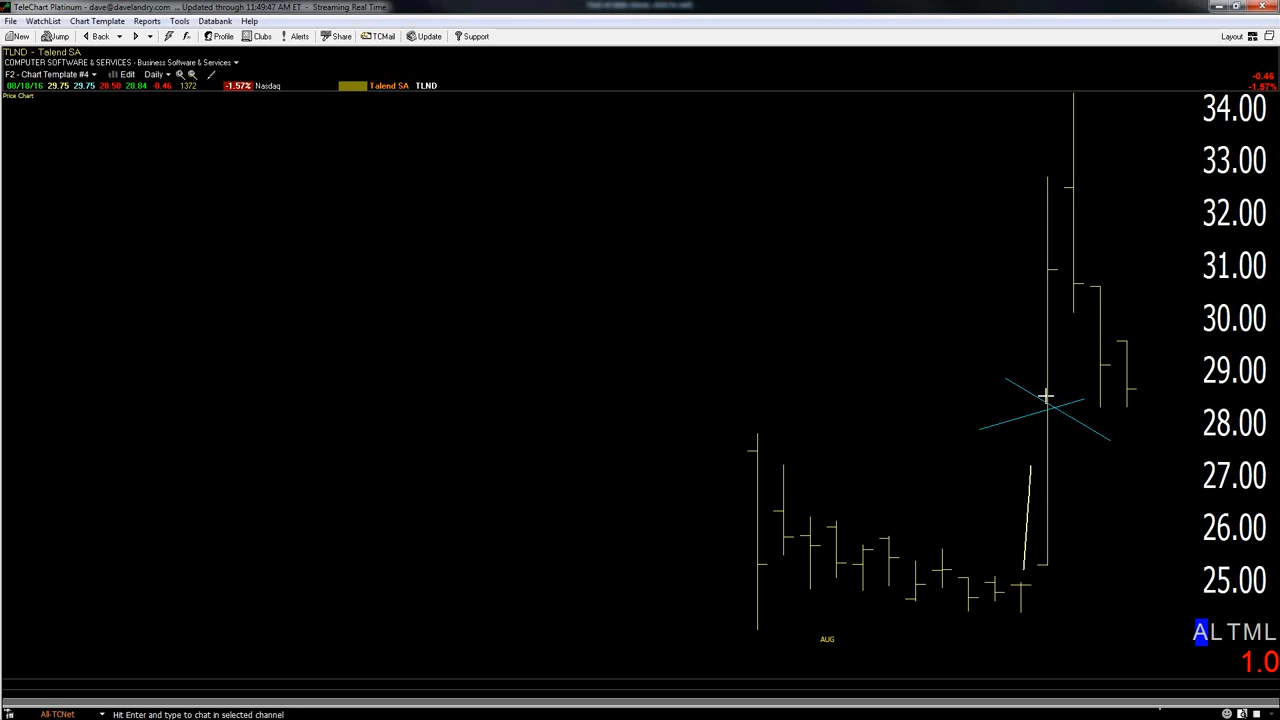 TeleChart Platinum - dave@davelandry.com ... Updated through 11:49:47 AM ET - Streaming Real Time
File WatchList Chart Template Reports Tools Databank Help
New Jump Back Profile Clubs Alerts Share TCMail Update Support Layout
TLND - Talend SA
COMPUTER SOFTWARE & SERVICES - Business Software & Services
F2 - Chart Template #4 Edit Daily
08/18/16 29.75 29.75 28.50 28.84 -0.46 1372 -1.57% Nasdaq Talend SA TLND
-0.46
-1.57%
Price Chart
34.00
33.00
32.00
31.00
30.00
29.00
28.00
27.00
26.00
25.00
ALTML
AUG
1.0
All-TCNet Hit Enter and type to chat in selected channel